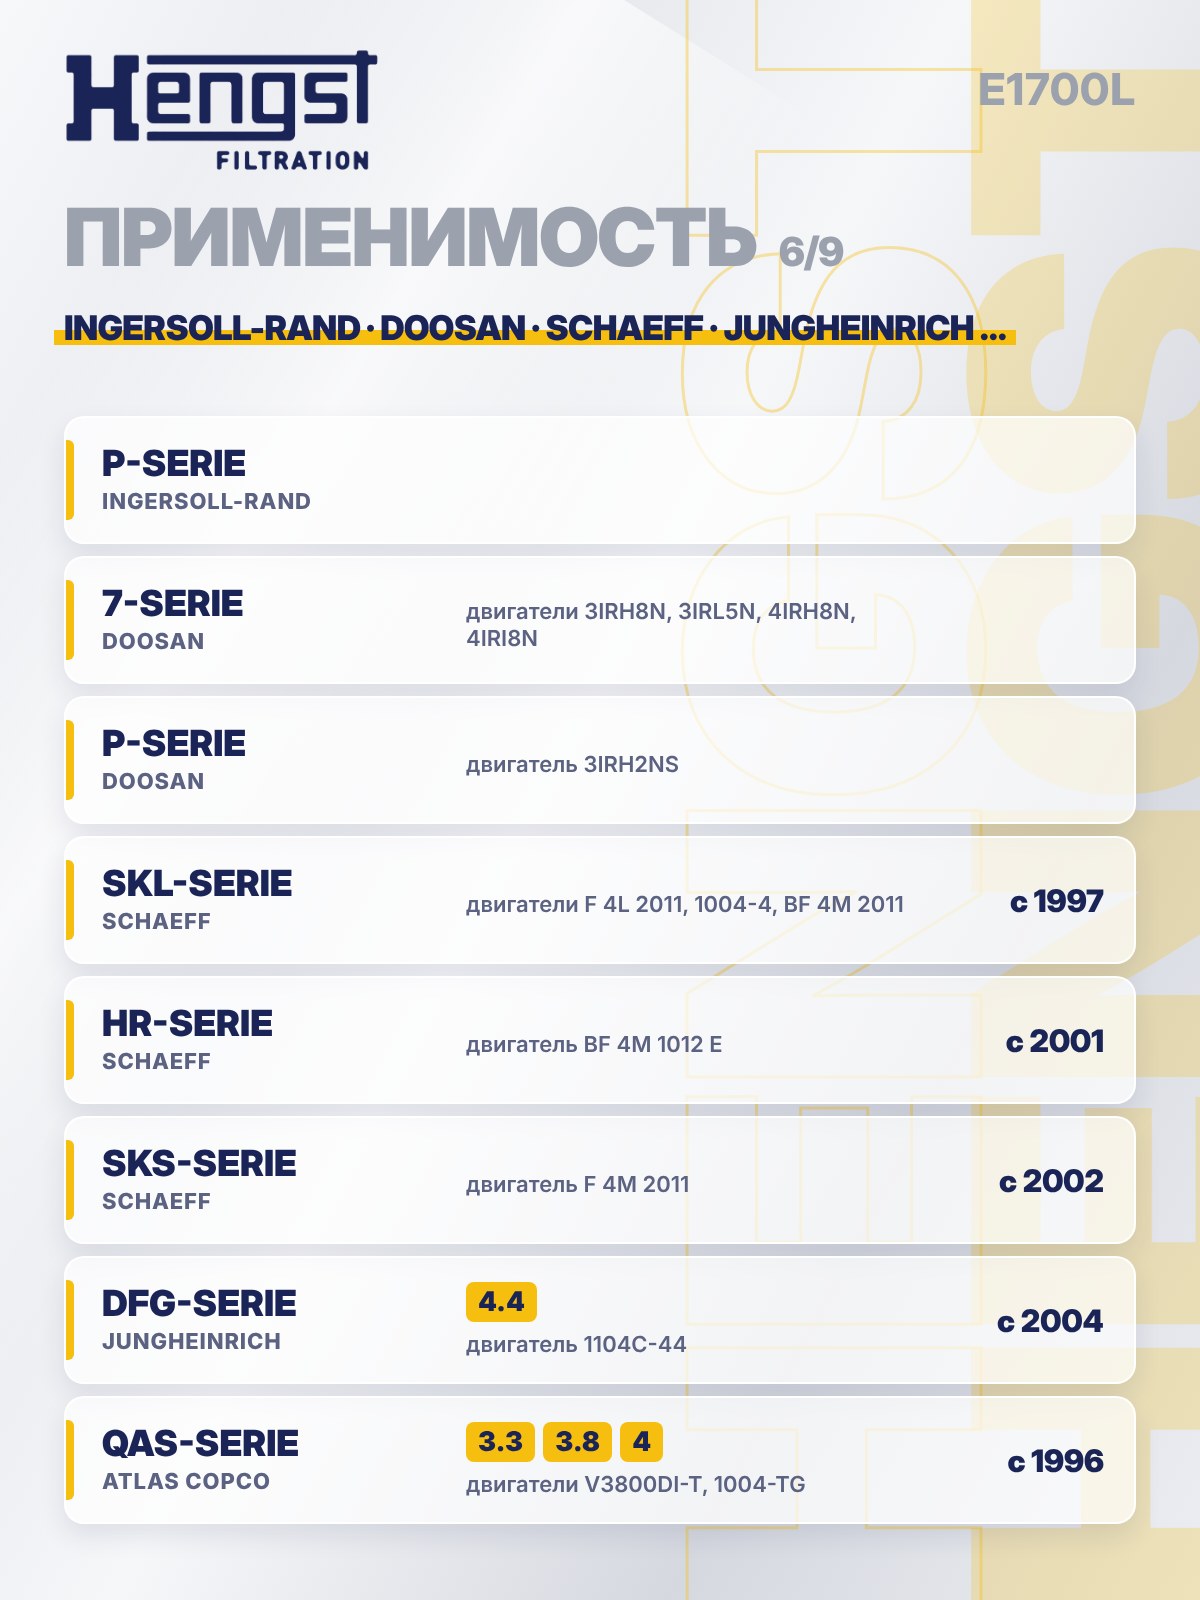 Hengst
FILTRATION
E1700L
ПРИМЕНИМОСТЬ 6/9
INGERSOLL-RAND · DOOSAN · SCHAEFF · JUNGHEINRICH ...
P-SERIE
INGERSOLL-RAND
7-SERIE
DOOSAN
двигатели 3IRH8N, 3IRL5N, 4IRH8N,
4IRI8N
P-SERIE
DOOSAN
двигатель 3IRH2NS
SKL-SERIE
SCHAEFF
двигатели F 4L 2011, 1004-4, BF 4M 2011
с 1997
HR-SERIE
SCHAEFF
двигатель BF 4M 1012 E
с 2001
SKS-SERIE
SCHAEFF
двигатель F 4M 2011
с 2002
DFG-SERIE
JUNGHEINRICH
4.4
двигатель 1104C-44
с 2004
QAS-SERIE
ATLAS COPCO
3.3 3.8 4
двигатели V3800DI-T, 1004-TG
с 1996
HENGST
HENGST